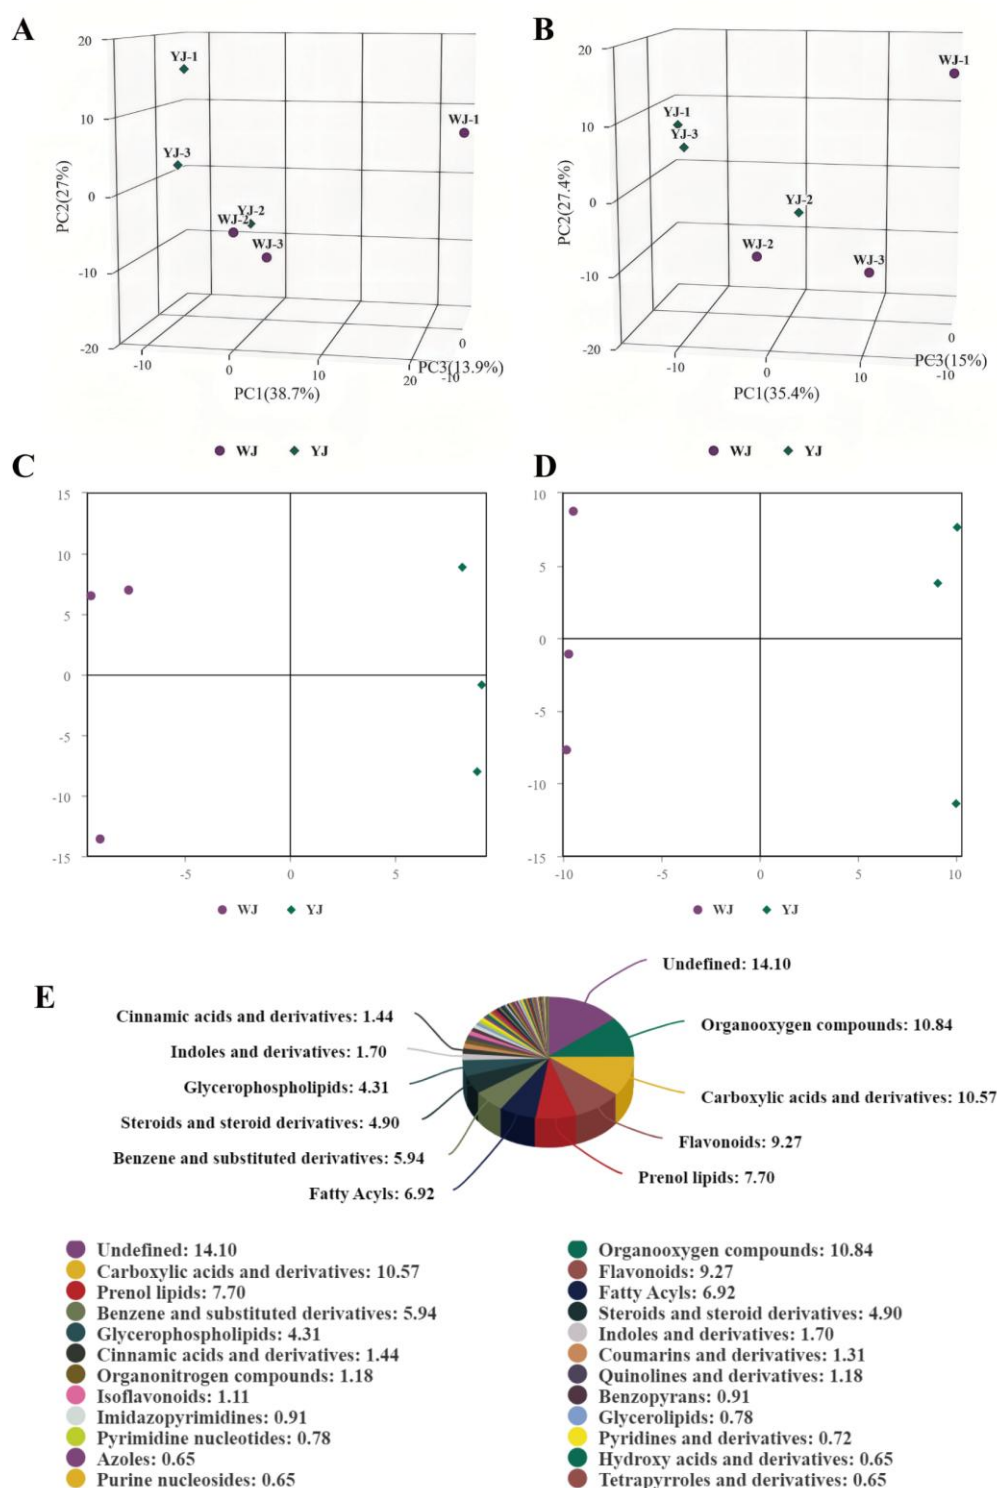 A
B
20
10
0
-10
-20
PC2(27%)
YJ-1
YJ-3
YJ-2
WJ-2
WJ-3
WJ-1
-10
0
10
20
PC1(38.7%)
0
-10
PC3(13.9%)
20
10
0
-10
-20
PC2(27.4%)
WJ-1
YJ-1
YJ-3
YJ-2
WJ-2
WJ-3
-10
0
10
PC1(35.4%)
0
-10
PC3(15%)
WJ YJ
WJ YJ
C
D
15
10
5
0
-5
-10
-15
-5 0 5
WJ YJ
10
5
0
-5
-10
-15
-10 -5 0 5 10
WJ YJ
E
Undefined: 14.10
Organooxygen compounds: 10.84
Carboxylic acids and derivatives: 10.57
Flavonoids: 9.27
Prenol lipids: 7.70
Cinnamic acids and derivatives: 1.44
Indoles and derivatives: 1.70
Glycerophospholipids: 4.31
Steroids and steroid derivatives: 4.90
Benzene and substituted derivatives: 5.94
Fatty Acyls: 6.92
Undefined: 14.10
Organooxygen compounds: 10.84
Carboxylic acids and derivatives: 10.57
Flavonoids: 9.27
Prenol lipids: 7.70
Fatty Acyls: 6.92
Benzene and substituted derivatives: 5.94
Steroids and steroid derivatives: 4.90
Glycerophospholipids: 4.31
Indoles and derivatives: 1.70
Cinnamic acids and derivatives: 1.44
Coumarins and derivatives: 1.31
Organonitrogen compounds: 1.18
Quinolines and derivatives: 1.18
Isoflavonoids: 1.11
Benzopyrans: 0.91
Imidazopyrimidines: 0.91
Glycerolipids: 0.78
Pyrimidine nucleotides: 0.78
Pyridines and derivatives: 0.72
Azoles: 0.65
Hydroxy acids and derivatives: 0.65
Purine nucleosides: 0.65
Tetrapyrroles and derivatives: 0.65